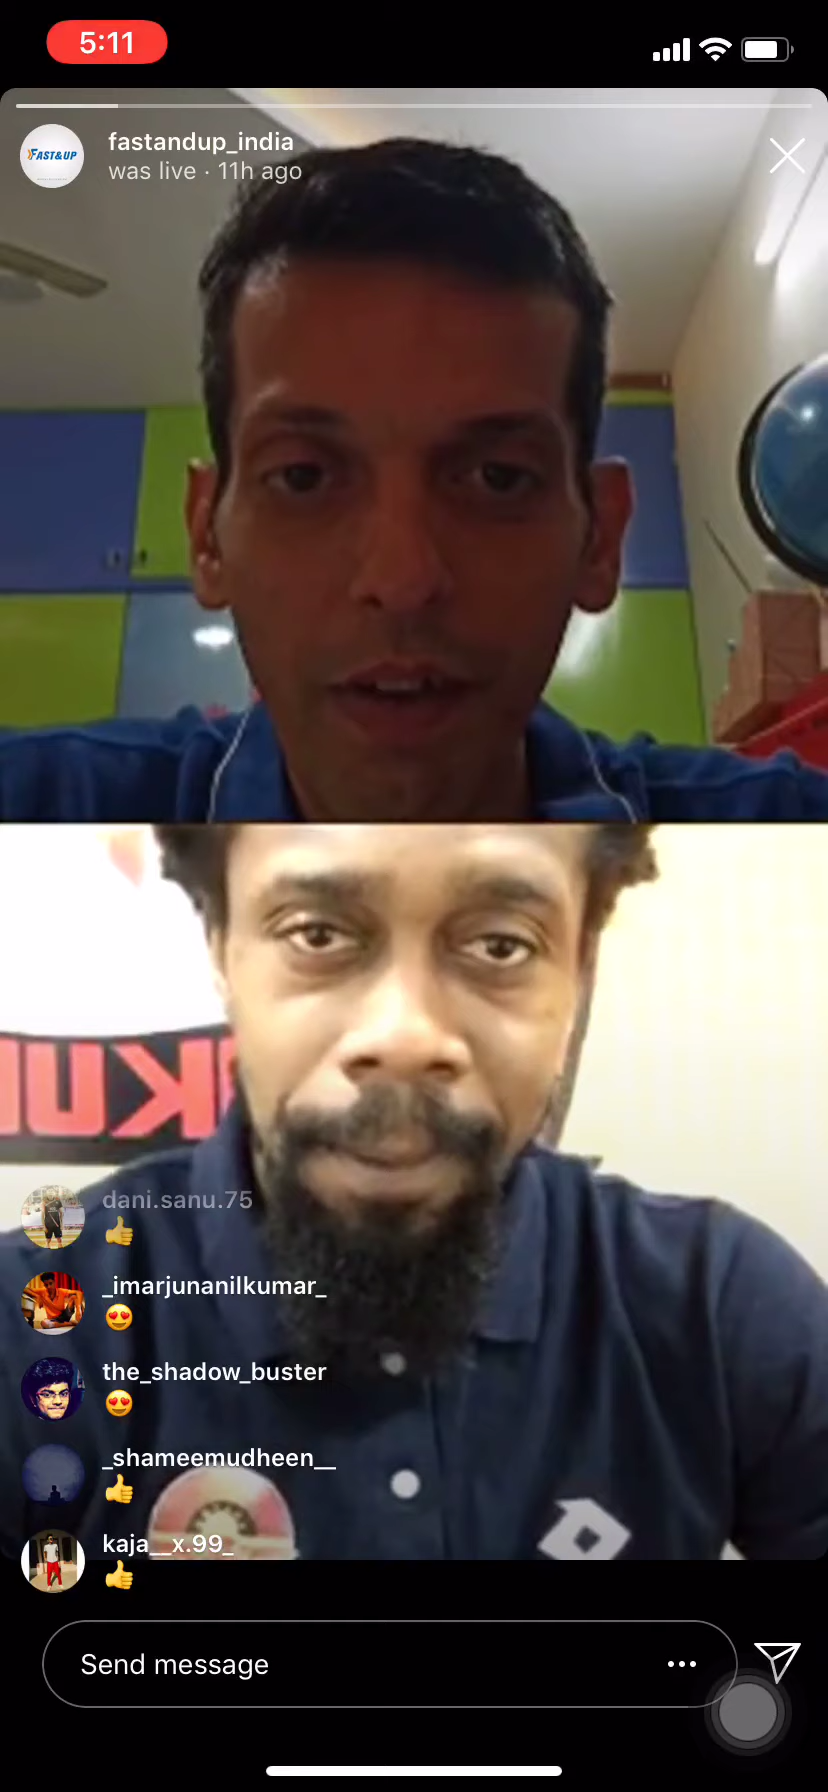 5:11
FAST&UP
fastandup_india
was live · 11h ago
dani.sanu.75
_imarjunanilkumar_
the_shadow_buster
_shameemudheen__
kaja__x.99_
Send message